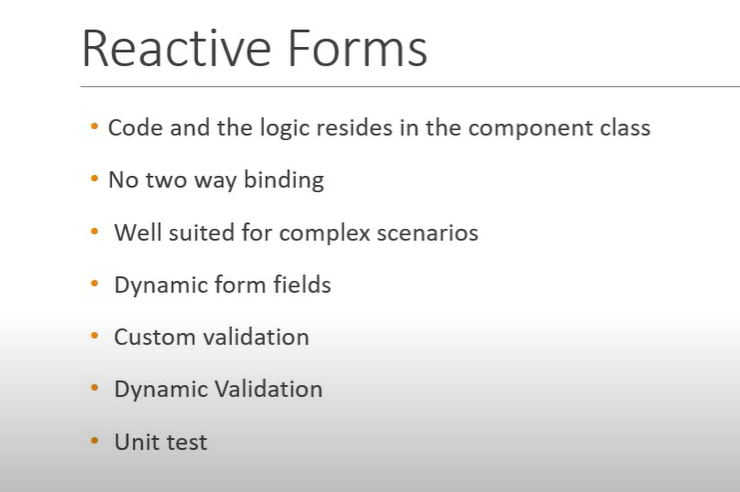 Reactive Forms
• Code and the logic resides in the component class
• No two way binding
• Well suited for complex scenarios
• Dynamic form fields
• Custom validation
• Dynamic Validation
• Unit test